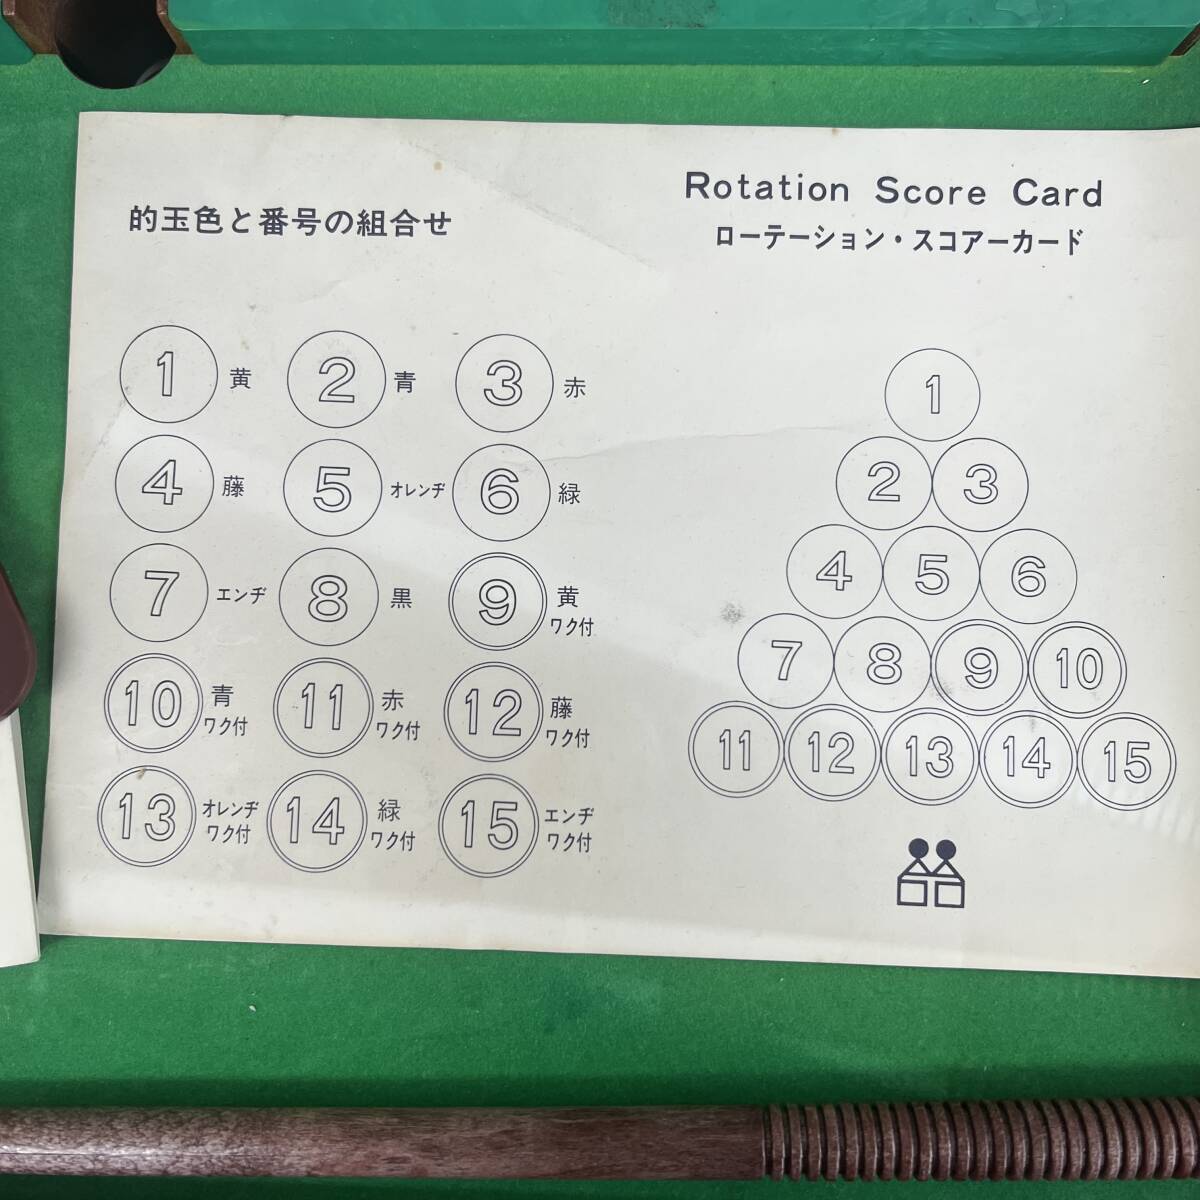 的玉色と番号の組合せ
1 黄 2 青 3 赤
4 藤 5 オレンヂ 6 緑
7 エンヂ 8 黒 9 黄
ワク付
10 青 11 赤 12 藤
ワク付 ワク付 ワク付
13 オレンヂ 14 緑 15 エンヂ
ワク付 ワク付 ワク付
Rotation Score Card
ローテーション・スコアーカード
1
2 3
4 5 6
7 8 9 10
11 12 13 14 15